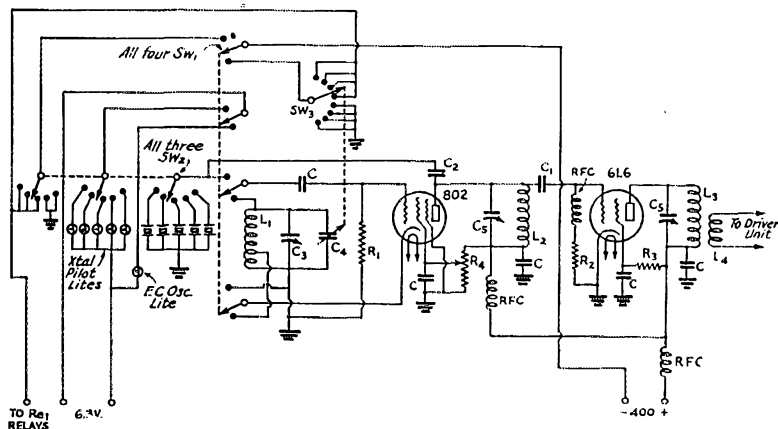 All four SW1
SW3
All three
SW2
C
C2
802
C1
RFC
6L6
L3
C5
To Driver
Unit
L4
L1
C3
C4
R1
C5
L2
R2
R3
C
C
R4
C
C
RFC
RFC
Xtal
Pilot
Lites
E.C. Osc.
Lite
TO Re1
RELAYS
6.3V.
-400 +